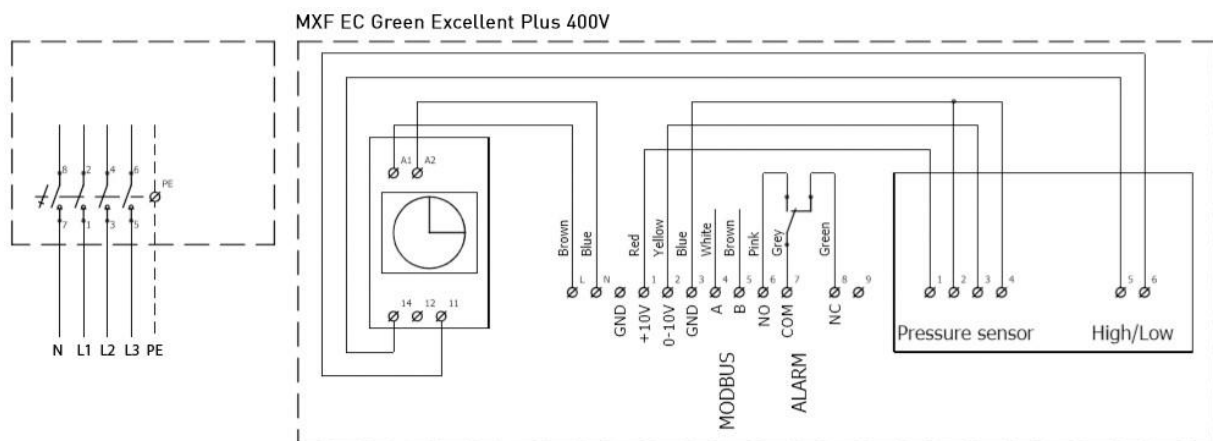 MXF EC Green Excellent Plus 400V
8 2 4 6 PE
7 1 3 5
N L1 L2 L3 PE
A1 A2
14 12 11
Brown Blue Red Yellow Blue White Brown Pink Grey Green
L N 1 2 3 4 5 6 7 8 9
GND +10V 0-10V GND A B NO COM NC
MODBUS ALARM
1 2 3 4 5 6
Pressure sensor High/Low